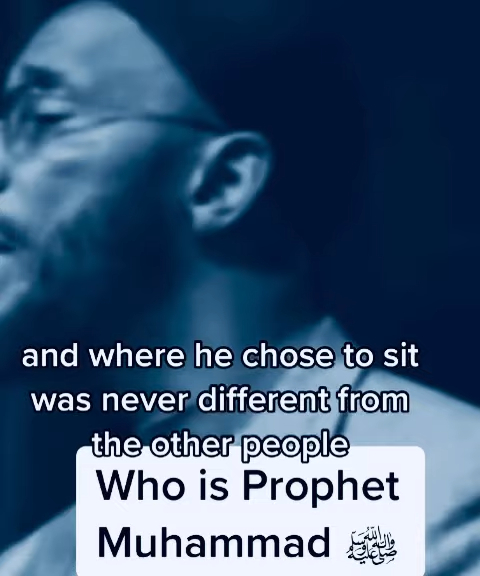 and where he chose to sit
was never different from
the other people
Who is Prophet
Muhammad ﷺ